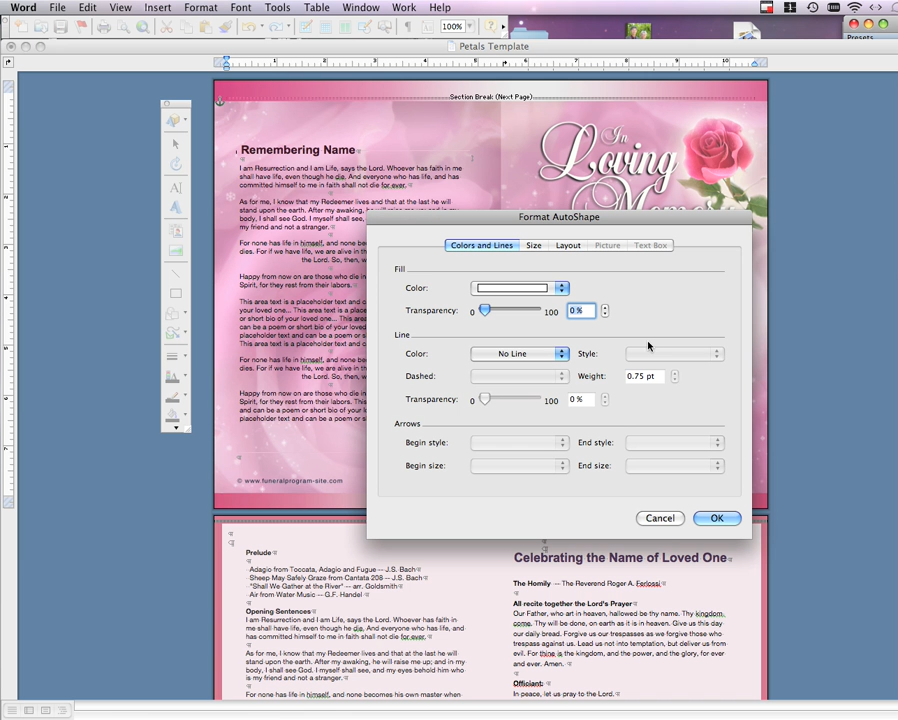 Word File Edit View Insert Format Font Tools Table Window Work Help
100%
Presets
Petals Template
1 2 3 4 5 6 7 8 9 10
Section Break (Next Page)
Remembering Name
I am Resurrection and I am Life, says the Lord. Whoever has faith in me
shall have life, even though he die. And everyone who has life, and has
committed himself to me in faith shall not die for ever.
As for me, I know that my Redeemer lives and that at the last he will
stand upon the earth. After my awaking, he will raise me up; and in my
body, I shall see God. I myself shall
my friend and not a stranger.
For none has life in himself, and none
dies. For if we have life, we are alive in t
the Lord. So, then, w
Happy from now on are those who die in
Spirit, for they rest from their labors.
This area text is a placeholder text a
your loved one... This area text is
can be a poem or short bio of your
placeholder text and can be a poem
placeholder text and can be a poem
This area text is a placeholder text
For none has life in himself, and none
dies. For if we have life, we are alive in t
the Lord. So, then, w
Happy from now on are those who die in
Spirit, for they rest from their labors.
and can be a poem or short bio of yo
area text is a placeholder text and ca
can be a poem or short bio of your lo
© www.funeralprogram-site.com
In
Loving
Memory
Format AutoShape
Colors and Lines Size Layout Picture Text Box
Fill
Color:
Transparency: 0 100 0 %
Line
Color: No Line Style:
Dashed: Weight: 0.75 pt
Transparency: 0 100 0 %
Arrows
Begin style: End style:
Begin size: End size:
Cancel OK
Prelude
Adagio from Toccata, Adagio and Fugue -- J.S. Bach
Sheep May Safely Graze from Cantata 208 -- J.S. Bach
"Shall We Gather at the River" -- arr. Goldsmith
Air from Water Music -- G.F. Handel
Opening Sentences
I am Resurrection and I am Life, says the Lord. Whoever has faith in
me shall have life, even though he die. And everyone who has life, and has
committed himself to me in faith shall not die for ever.
As for me, I know that my Redeemer lives and that at the last he will
stand upon the earth. After my awaking, he will raise me up; and in my
body, I shall see God. I myself shall see, and my eyes behold him who
is my friend and not a stranger.
For none has life in himself, and none becomes his own master when
Celebrating the Name of Loved One
The Homily -- The Reverend Roger A. Ferlossi
All recite together the Lord's Prayer
Our Father, who art in heaven, hallowed be thy name. Thy kingdom
come. Thy will be done, on earth as it is in heaven. Give us this day
our daily bread. Forgive us our trespasses as we forgive those who
trespass against us. Lead us not into temptation, but deliver us from
evil. For thine is the kingdom, and the power, and the glory, for ever
and ever. Amen.
Officiant:
In peace, let us pray to the Lord.